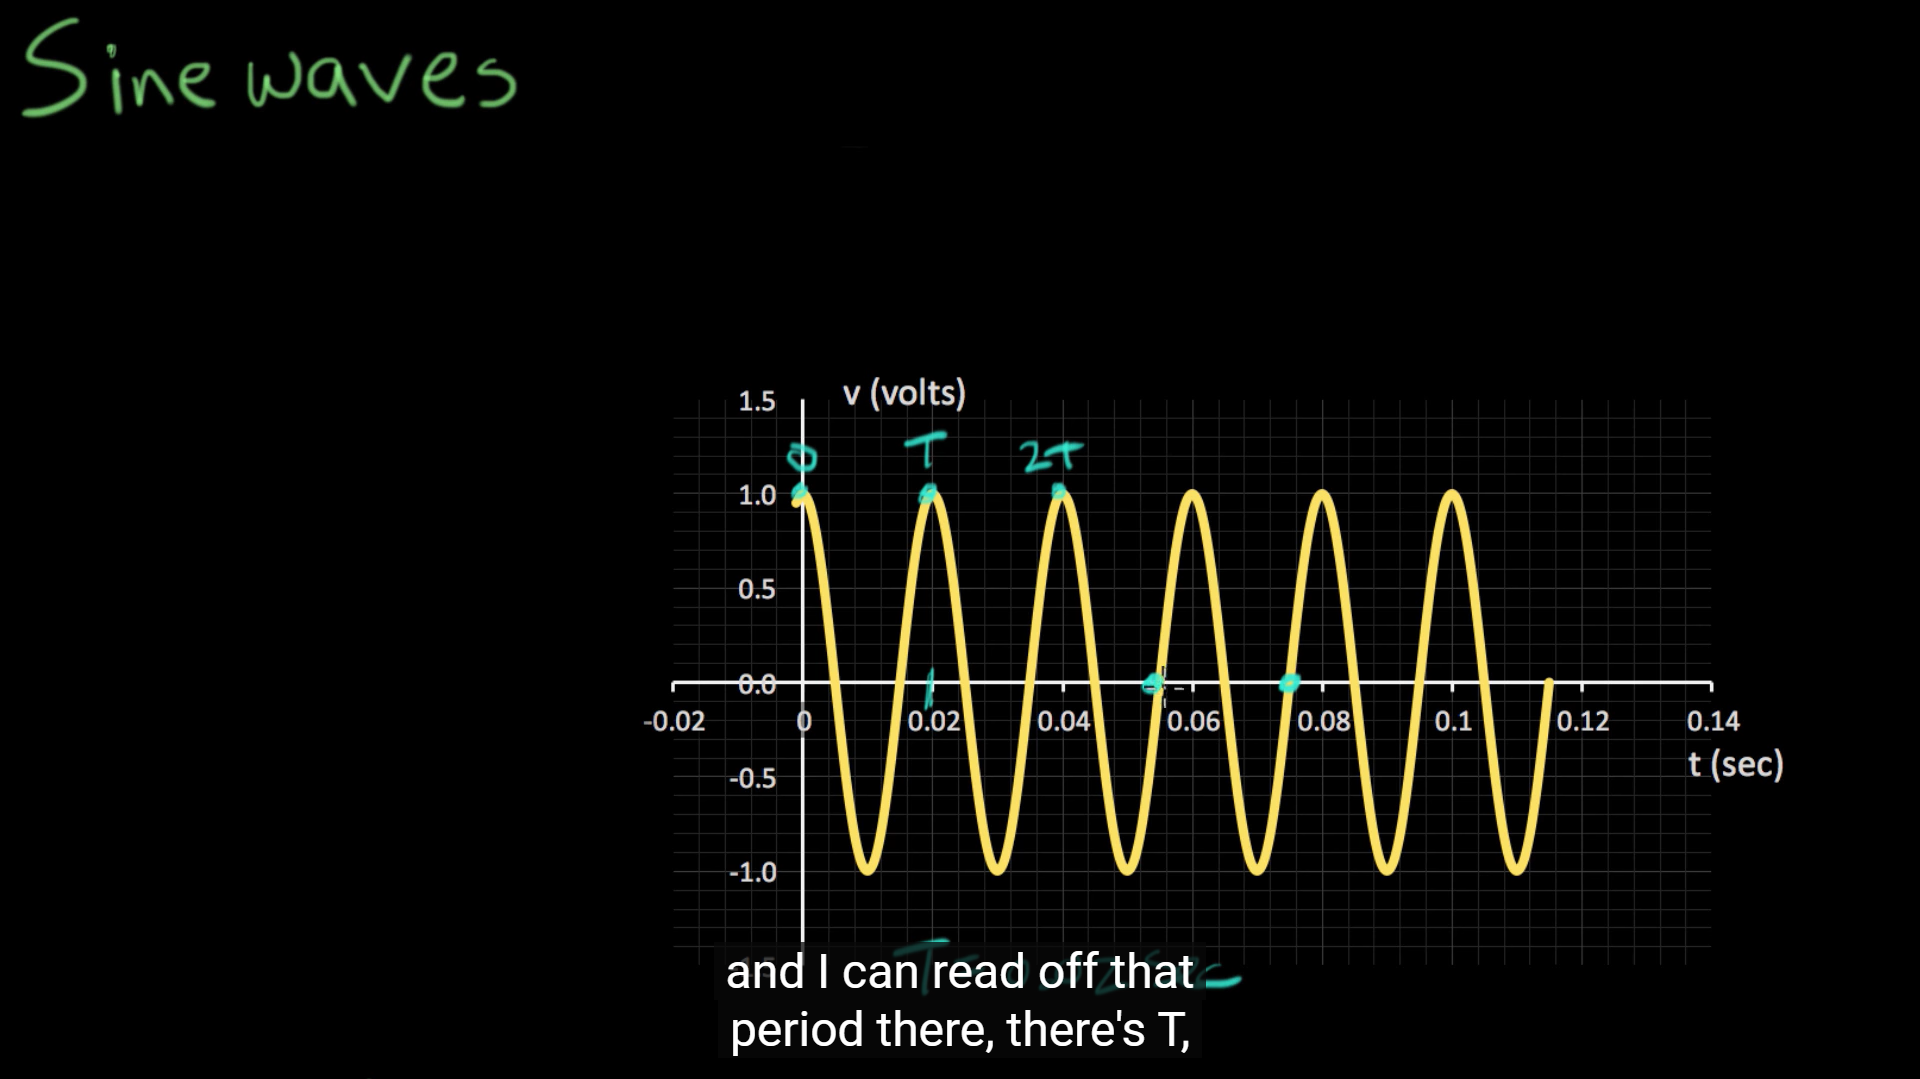 Sine waves
v (volts)
1.5
0 T 2T
1.0
0.5
0.0
-0.02 0 0.02 0.04 0.06 0.08 0.1 0.12 0.14
t (sec)
-0.5
-1.0
and I can read off that
period there, there's T,